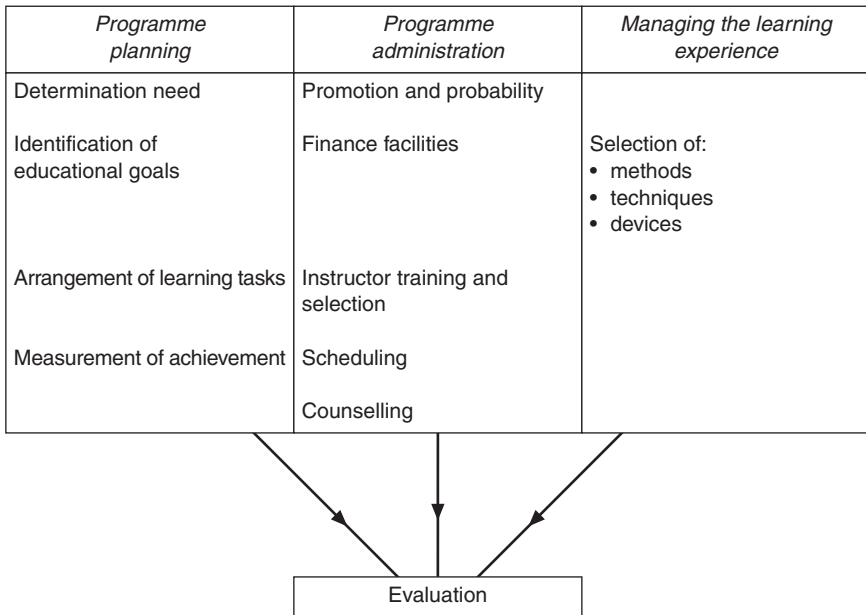 Programme
planning
Programme
administration
Managing the learning
experience
Determination need
Identification of
educational goals
Arrangement of learning tasks
Measurement of achievement
Promotion and probability
Finance facilities
Instructor training and
selection
Scheduling
Counselling
Selection of:
• methods
• techniques
• devices
Evaluation